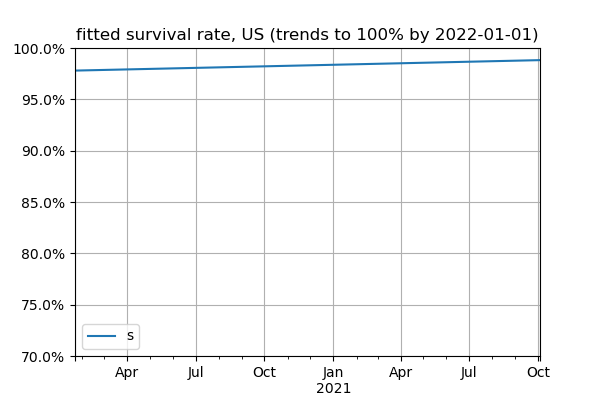 fitted survival rate, US (trends to 100% by 2022-01-01)
100.0%
95.0%
90.0%
85.0%
80.0%
75.0%
70.0%
s
Apr Jul Oct Jan Apr Jul Oct
2021